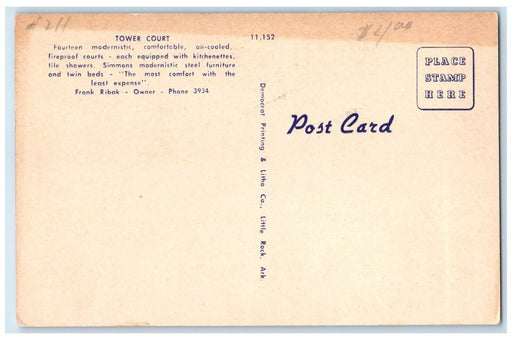 # 211
$4.00
TOWER COURT
11,152
Fourteen modernistic, comfortable, air-cooled,
fireproof courts - each equipped with kitchenettes,
tile showers. Simmons modernistic steel furniture
and twin beds - "The most comfort with the
least expense".
Frank Ribak - Owner - Phone 3934
Democrat Printing & Litho Co., Little Rock, Ark.
Post Card
PLACE
STAMP
HERE